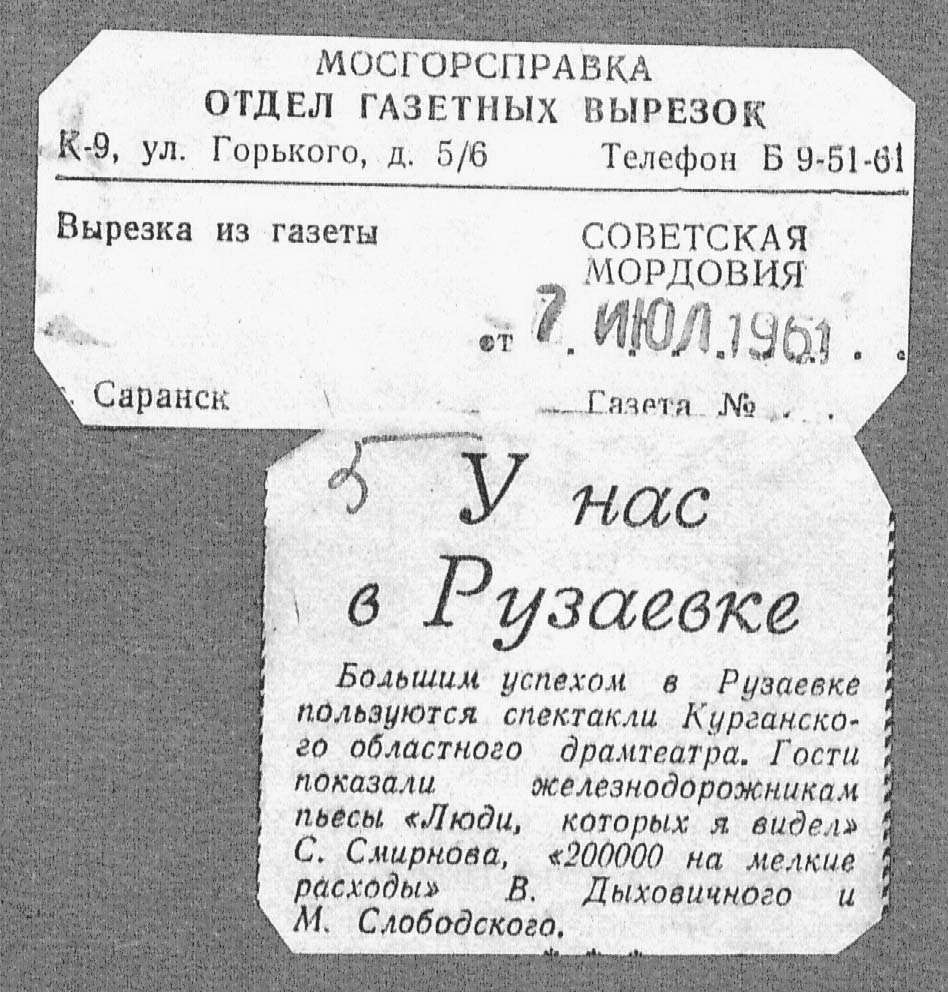 МОСГОРСПРАВКА
ОТДЕЛ ГАЗЕТНЫХ ВЫРЕЗОК
К-9, ул. Горького, д. 5/6 Телефон Б 9-51-61
Вырезка из газеты
СОВЕТСКАЯ
МОРДОВИЯ
от 7. ИЮЛ. 1961 . .
. Саранск Газета № . .
У нас
в Рузаевке
Большим успехом в Рузаевке
пользуются спектакли Курганско-
го областного драмтеатра. Гости
показали железнодорожникам
пьесы «Люди, которых я видел»
С. Смирнова, «200000 на мелкие
расходы» В. Дыховичного и
М. Слободского.
* * *